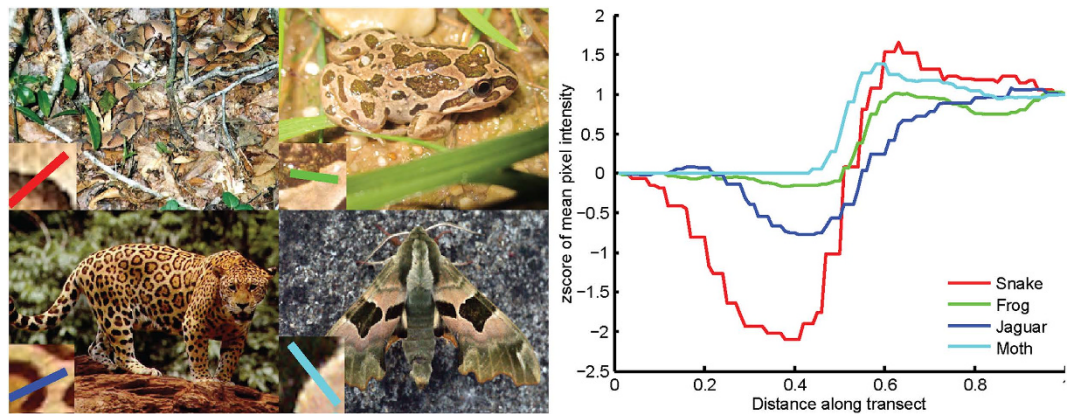 2
1.5
1
0.5
0
−0.5
−1
−1.5
−2
−2.5
zscore of mean pixel intensity
Snake
Frog
Jaguar
Moth
0
0.2
0.4
0.6
0.8
1
Distance along transect